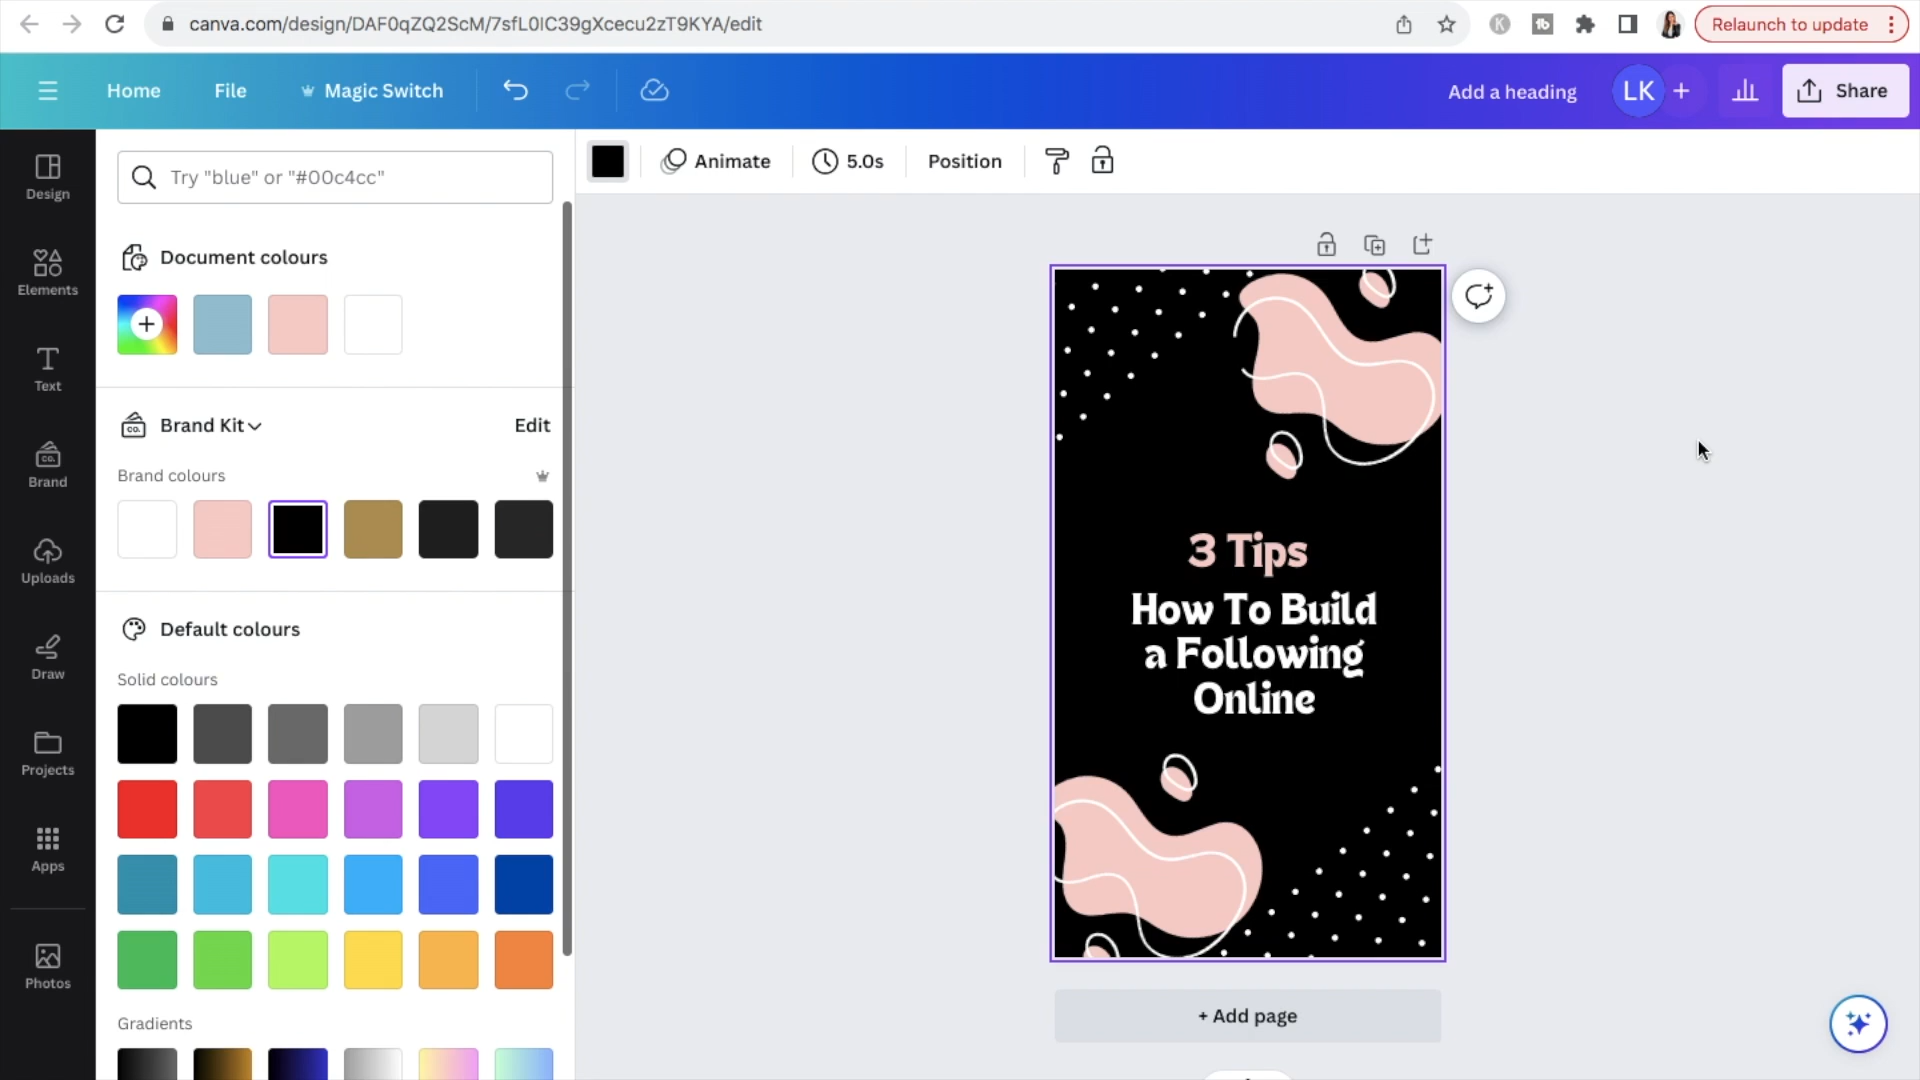 canva.com/design/DAF0qZQ2ScM/7sfL0IC39gXcecu2zT9KYA/edit
Relaunch to update
Home
File
Magic Switch
Add a heading
LK
Share
Design
Elements
Text
Brand
Uploads
Draw
Projects
Apps
Photos
Try "blue" or "#00c4cc"
Document colours
CO.
Brand Kit
Edit
Brand colours
Default colours
Solid colours
Gradients
Animate
5.0s
Position
3 Tips
How To Build
a Following
Online
+ Add page